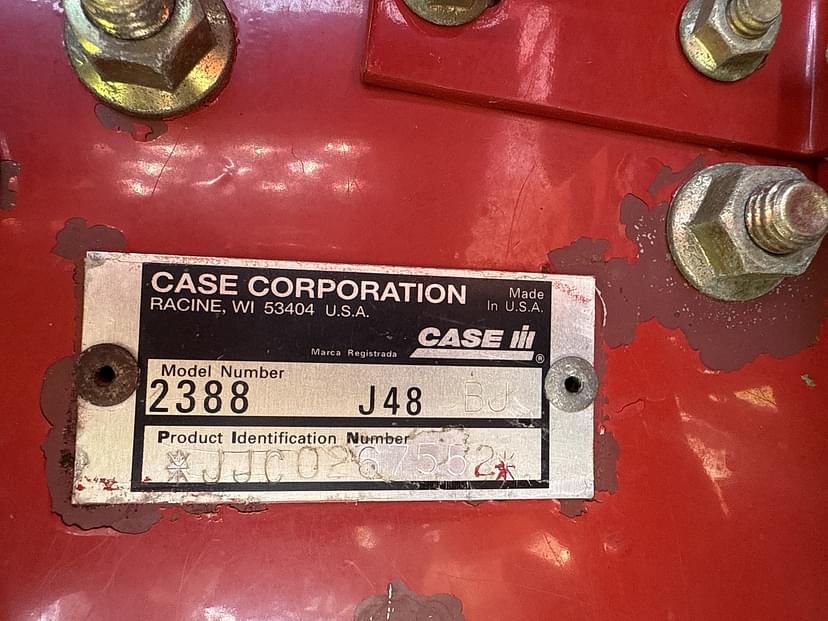 CASE CORPORATION
RACINE, WI 53404 U.S.A.
Made
In U.S.A.
Marca Registrada
CASE IH®
Model Number
2388 J48 BJ
Product Identification Number
*JJC0267552*